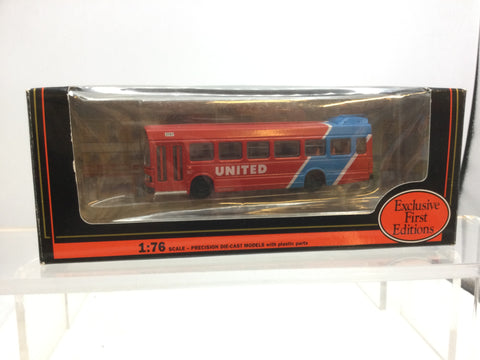 UNITED
Exclusive
First
Editions
1:76 SCALE – PRECISION DIE-CAST MODELS with plastic parts